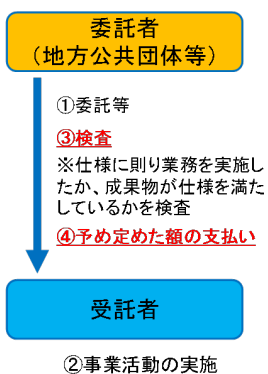 委託者
（地方公共団体等）
①委託等
③検査
※仕様に則り業務を実施し
たか、成果物が仕様を満た
しているかを検査
④予め定めた額の支払い
受託者
②事業活動の実施